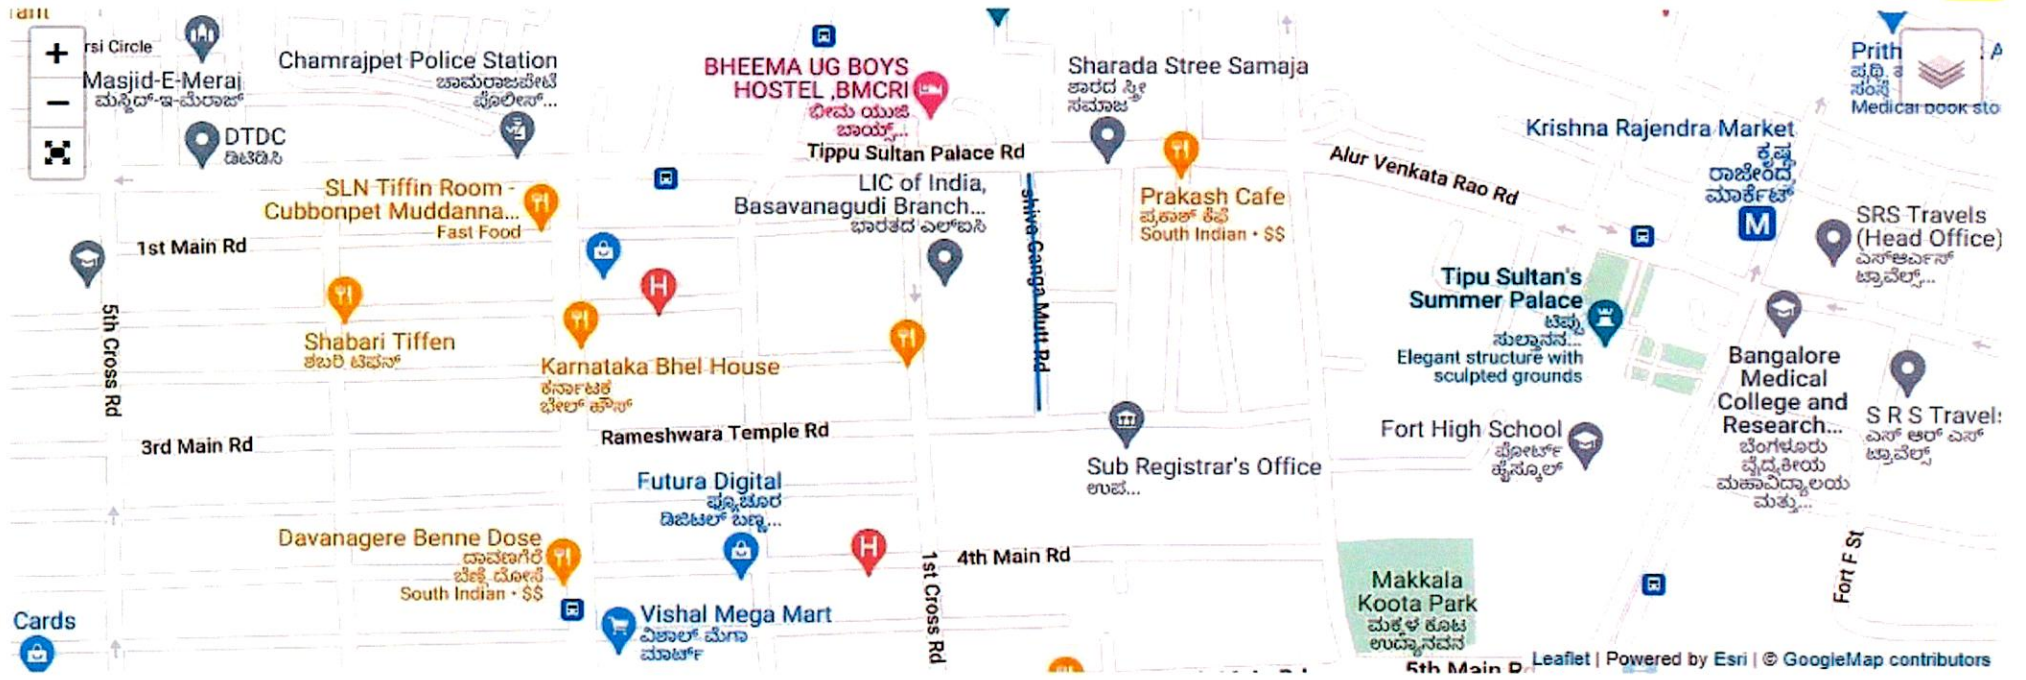 rsi Circle
Masjid-E-Meraj
ಮಸ್ಜಿದ್-ಇ-ಮೆರಾಜ್
DTDC
ಡಿಟಿಡಿಸಿ
Chamrajpet Police Station
ಚಾಮರಾಜಪೇಟೆ
ಪೊಲೀಸ್...
BHEEMA UG BOYS
HOSTEL ,BMCRI
ಭೀಮ ಯುಜಿ
ಬಾಯ್ಸ್...
Sharada Stree Samaja
ಶಾರದ ಸ್ತ್ರೀ
ಸಮಾಜ
Prith
A
ಸಂಸ್ಥೆ
Medical book sto
Krishna Rajendra Market
ಕೃಷ್ಣ
ರಾಜೇಂದ್ರ
ಮಾರ್ಕೆಟ್
M
Tippu Sultan Palace Rd
Alur Venkata Rao Rd
SLN Tiffin Room -
Cubbonpet Muddanna...
Fast Food
LIC of India,
Basavanagudi Branch...
ಭಾರತದ ಎಲ್ಐಸಿ
shiva Ganga Mutt Rd
Prakash Cafe
ಪ್ರಕಾಶ್ ಕೆಫೆ
South Indian • $$
SRS Travels
(Head Office)
ಎಸ್ಆರ್ಎಸ್
ಟ್ರಾವೆಲ್ಸ್...
1st Main Rd
5th Cross Rd
Shabari Tiffen
ಶಬರಿ ಟಿಫನ್
H
Karnataka Bhel House
ಕರ್ನಾಟಕ
ಭೇಲ್ ಹೌಸ್
Tipu Sultan's
Summer Palace
ಟಿಪ್ಪು
ಸುಲ್ತಾನನ...
Elegant structure with
sculpted grounds
Bangalore
Medical
College and
Research...
ಬೆಂಗಳೂರು
ವೈದ್ಯಕೀಯ
ಮಹಾವಿದ್ಯಾಲಯ
ಮತ್ತು...
S R S Travels
ಎಸ್ ಆರ್ ಎಸ್
ಟ್ರಾವೆಲ್ಸ್
3rd Main Rd
Rameshwara Temple Rd
Sub Registrar's Office
ಉಪ...
Fort High School
ಫೋರ್ಟ್
ಹೈಸ್ಕೂಲ್
Futura Digital
ಫ್ಯೂಚೂರ
ಡಿಜಿಟಲ್ ಬಣ್ಣ...
Davanagere Benne Dose
ದಾವಣಗೆರೆ
ಬೆಣ್ಣೆ ದೋಸೆ
South Indian • $$
H
1st Cross Rd
4th Main Rd
Makkala
Koota Park
ಮಕ್ಕಳ ಕೂಟ
ಉದ್ಯಾನವನ
Fort F St
Cards
Vishal Mega Mart
ವಿಶಾಲ್ ಮೆಗಾ
ಮಾರ್ಟ್
5th Main R
Leaflet | Powered by Esri | © GoogleMap contributors